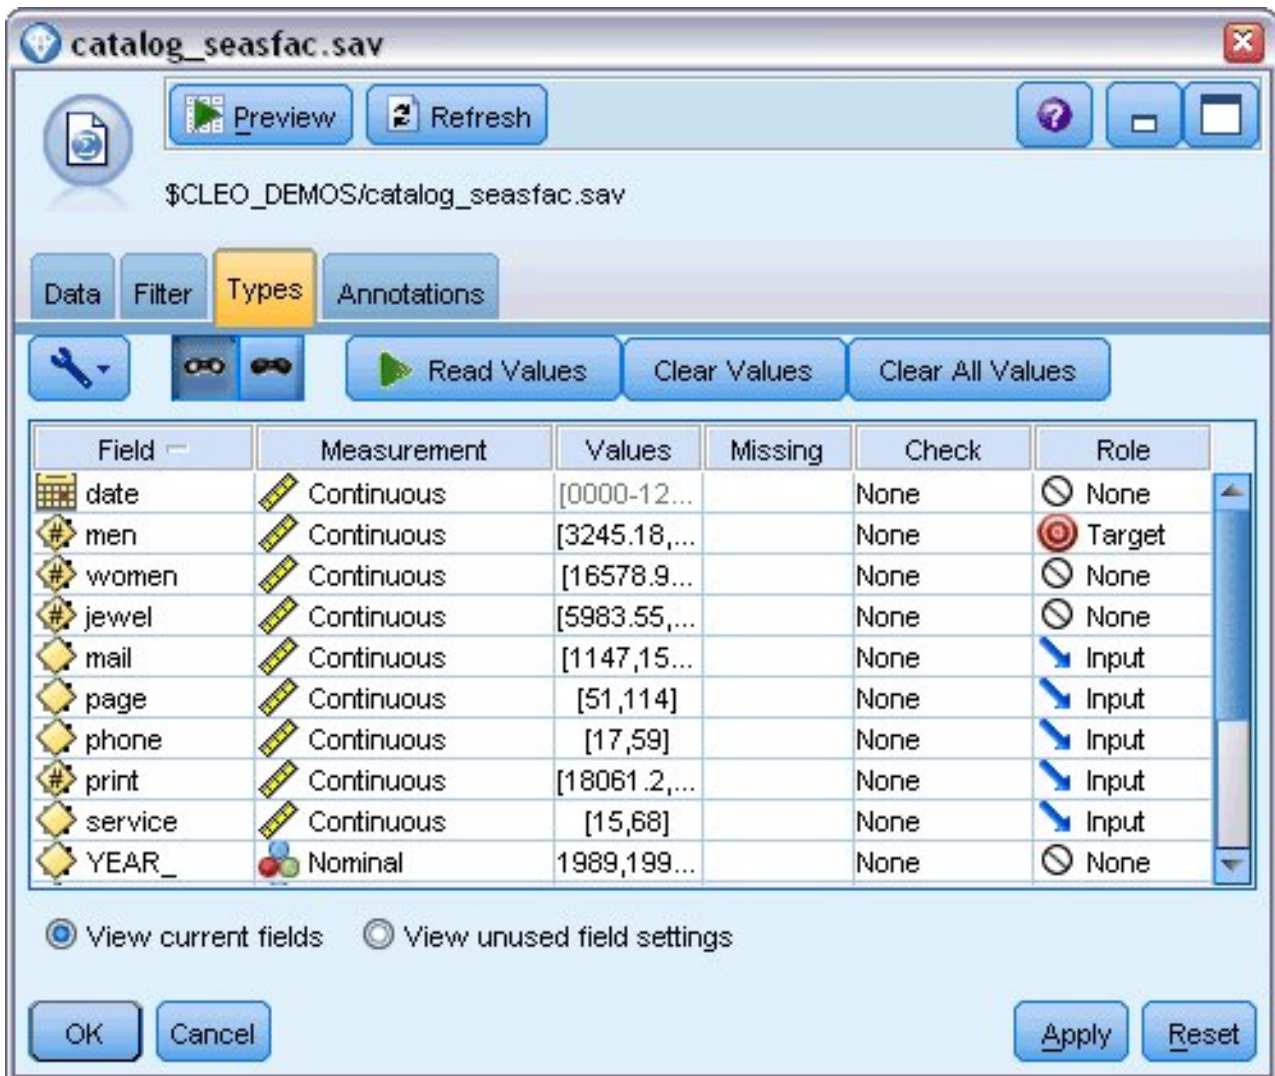 catalog_seasfac.sav
Preview Refresh
$CLEO_DEMOS/catalog_seasfac.sav
Data Filter Types Annotations
Read Values Clear Values Clear All Values
Field Measurement Values Missing Check Role
date Continuous [0000-12... None None
men Continuous [3245.18,... None Target
women Continuous [16578.9... None None
jewel Continuous [5983.55,... None None
mail Continuous [1147,15... None Input
page Continuous [51,114] None Input
phone Continuous [17,59] None Input
print Continuous [18061.2,... None Input
service Continuous [15,68] None Input
YEAR_ Nominal 1989,199... None None
View current fields View unused field settings
OK Cancel Apply Reset